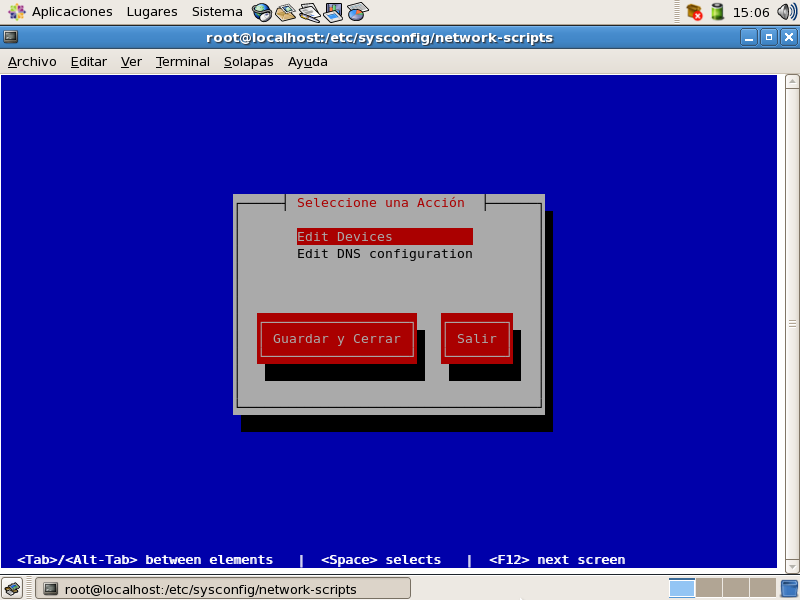 Aplicaciones Lugares Sistema 15:06
root@localhost:/etc/sysconfig/network-scripts
Archivo Editar Ver Terminal Solapas Ayuda
Seleccione una Acción
Edit Devices
Edit DNS configuration
Guardar y Cerrar Salir
<Tab>/<Alt-Tab> between elements | <Space> selects | <F12> next screen
root@localhost:/etc/sysconfig/network-scripts